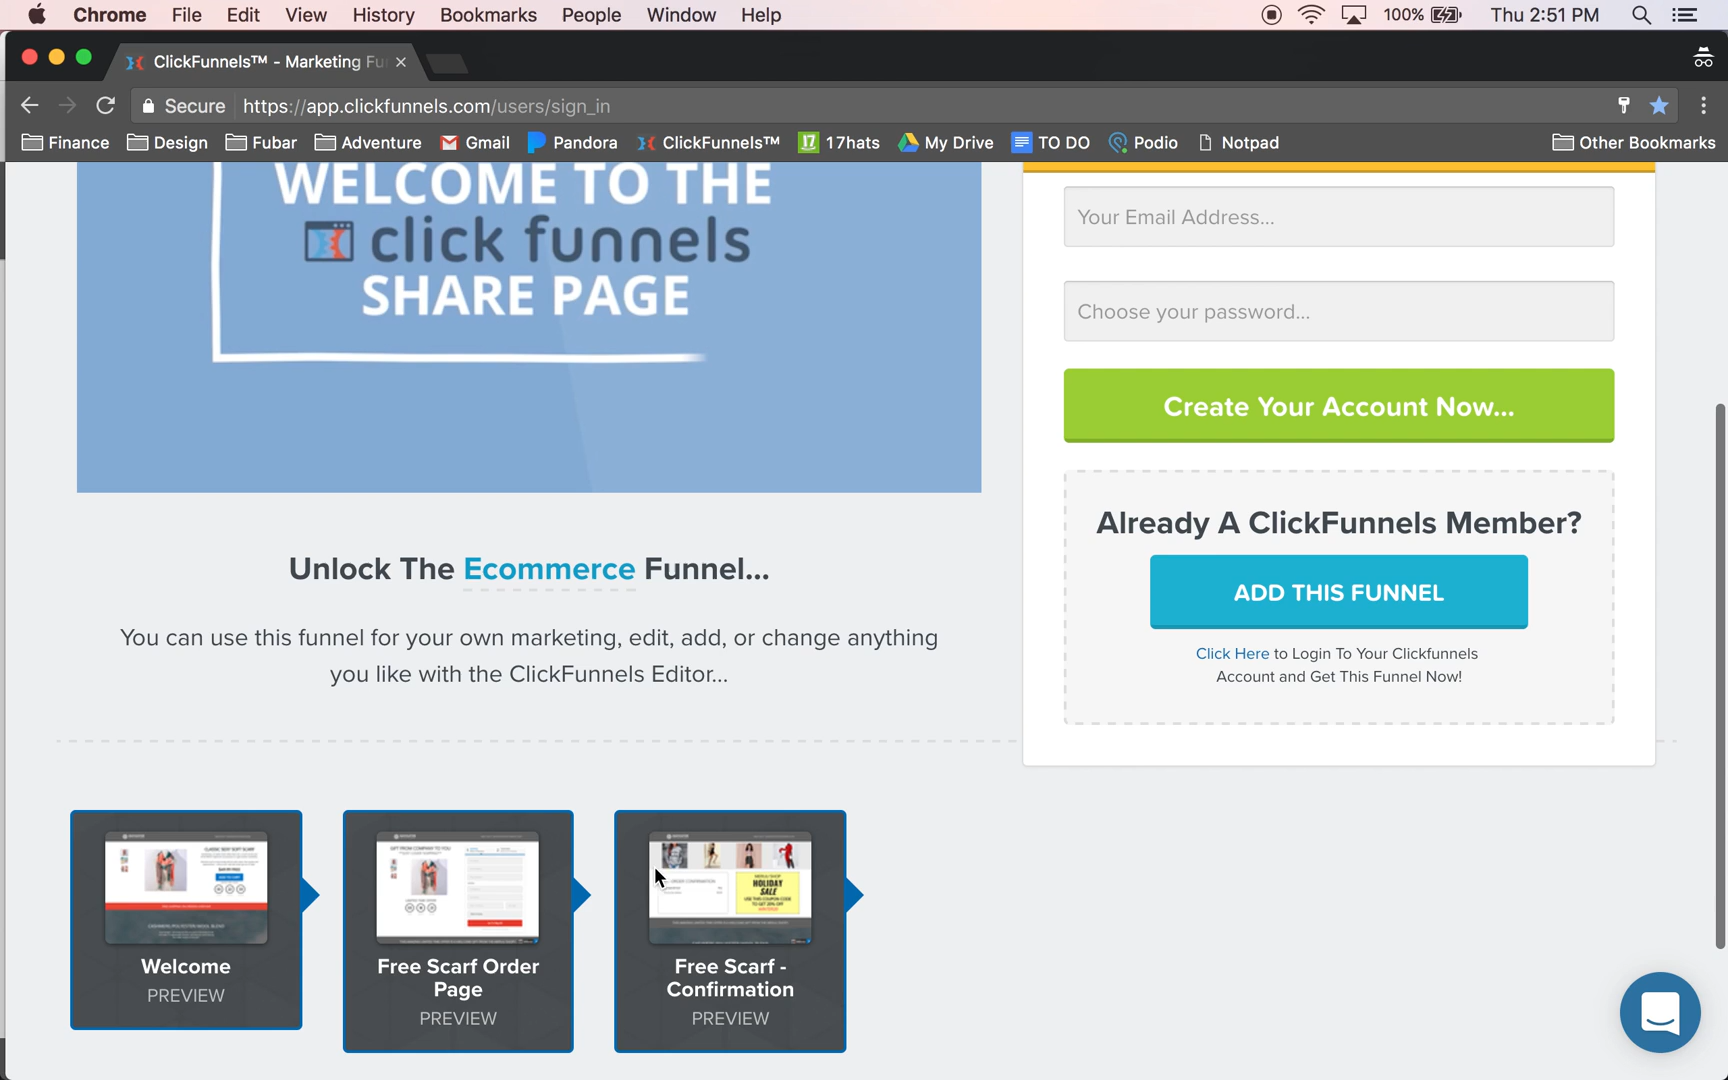 Chrome File Edit View History Bookmarks People Window Help 100% Thu 2:51 PM
ClickFunnels™ - Marketing Fu
Secure https://app.clickfunnels.com/users/sign_in
Finance Design Fubar Adventure Gmail Pandora ClickFunnels™ 17hats My Drive TO DO Podio Notpad Other Bookmarks
WELCOME TO THE
click funnels
SHARE PAGE
Unlock The Ecommerce Funnel...
You can use this funnel for your own marketing, edit, add, or change anything
you like with the ClickFunnels Editor...
Your Email Address...
Choose your password...
Create Your Account Now...
Already A ClickFunnels Member?
ADD THIS FUNNEL
Click Here to Login To Your Clickfunnels
Account and Get This Funnel Now!
Welcome
PREVIEW
Free Scarf Order
Page
PREVIEW
HOLIDAY
SALE
Free Scarf -
Confirmation
PREVIEW